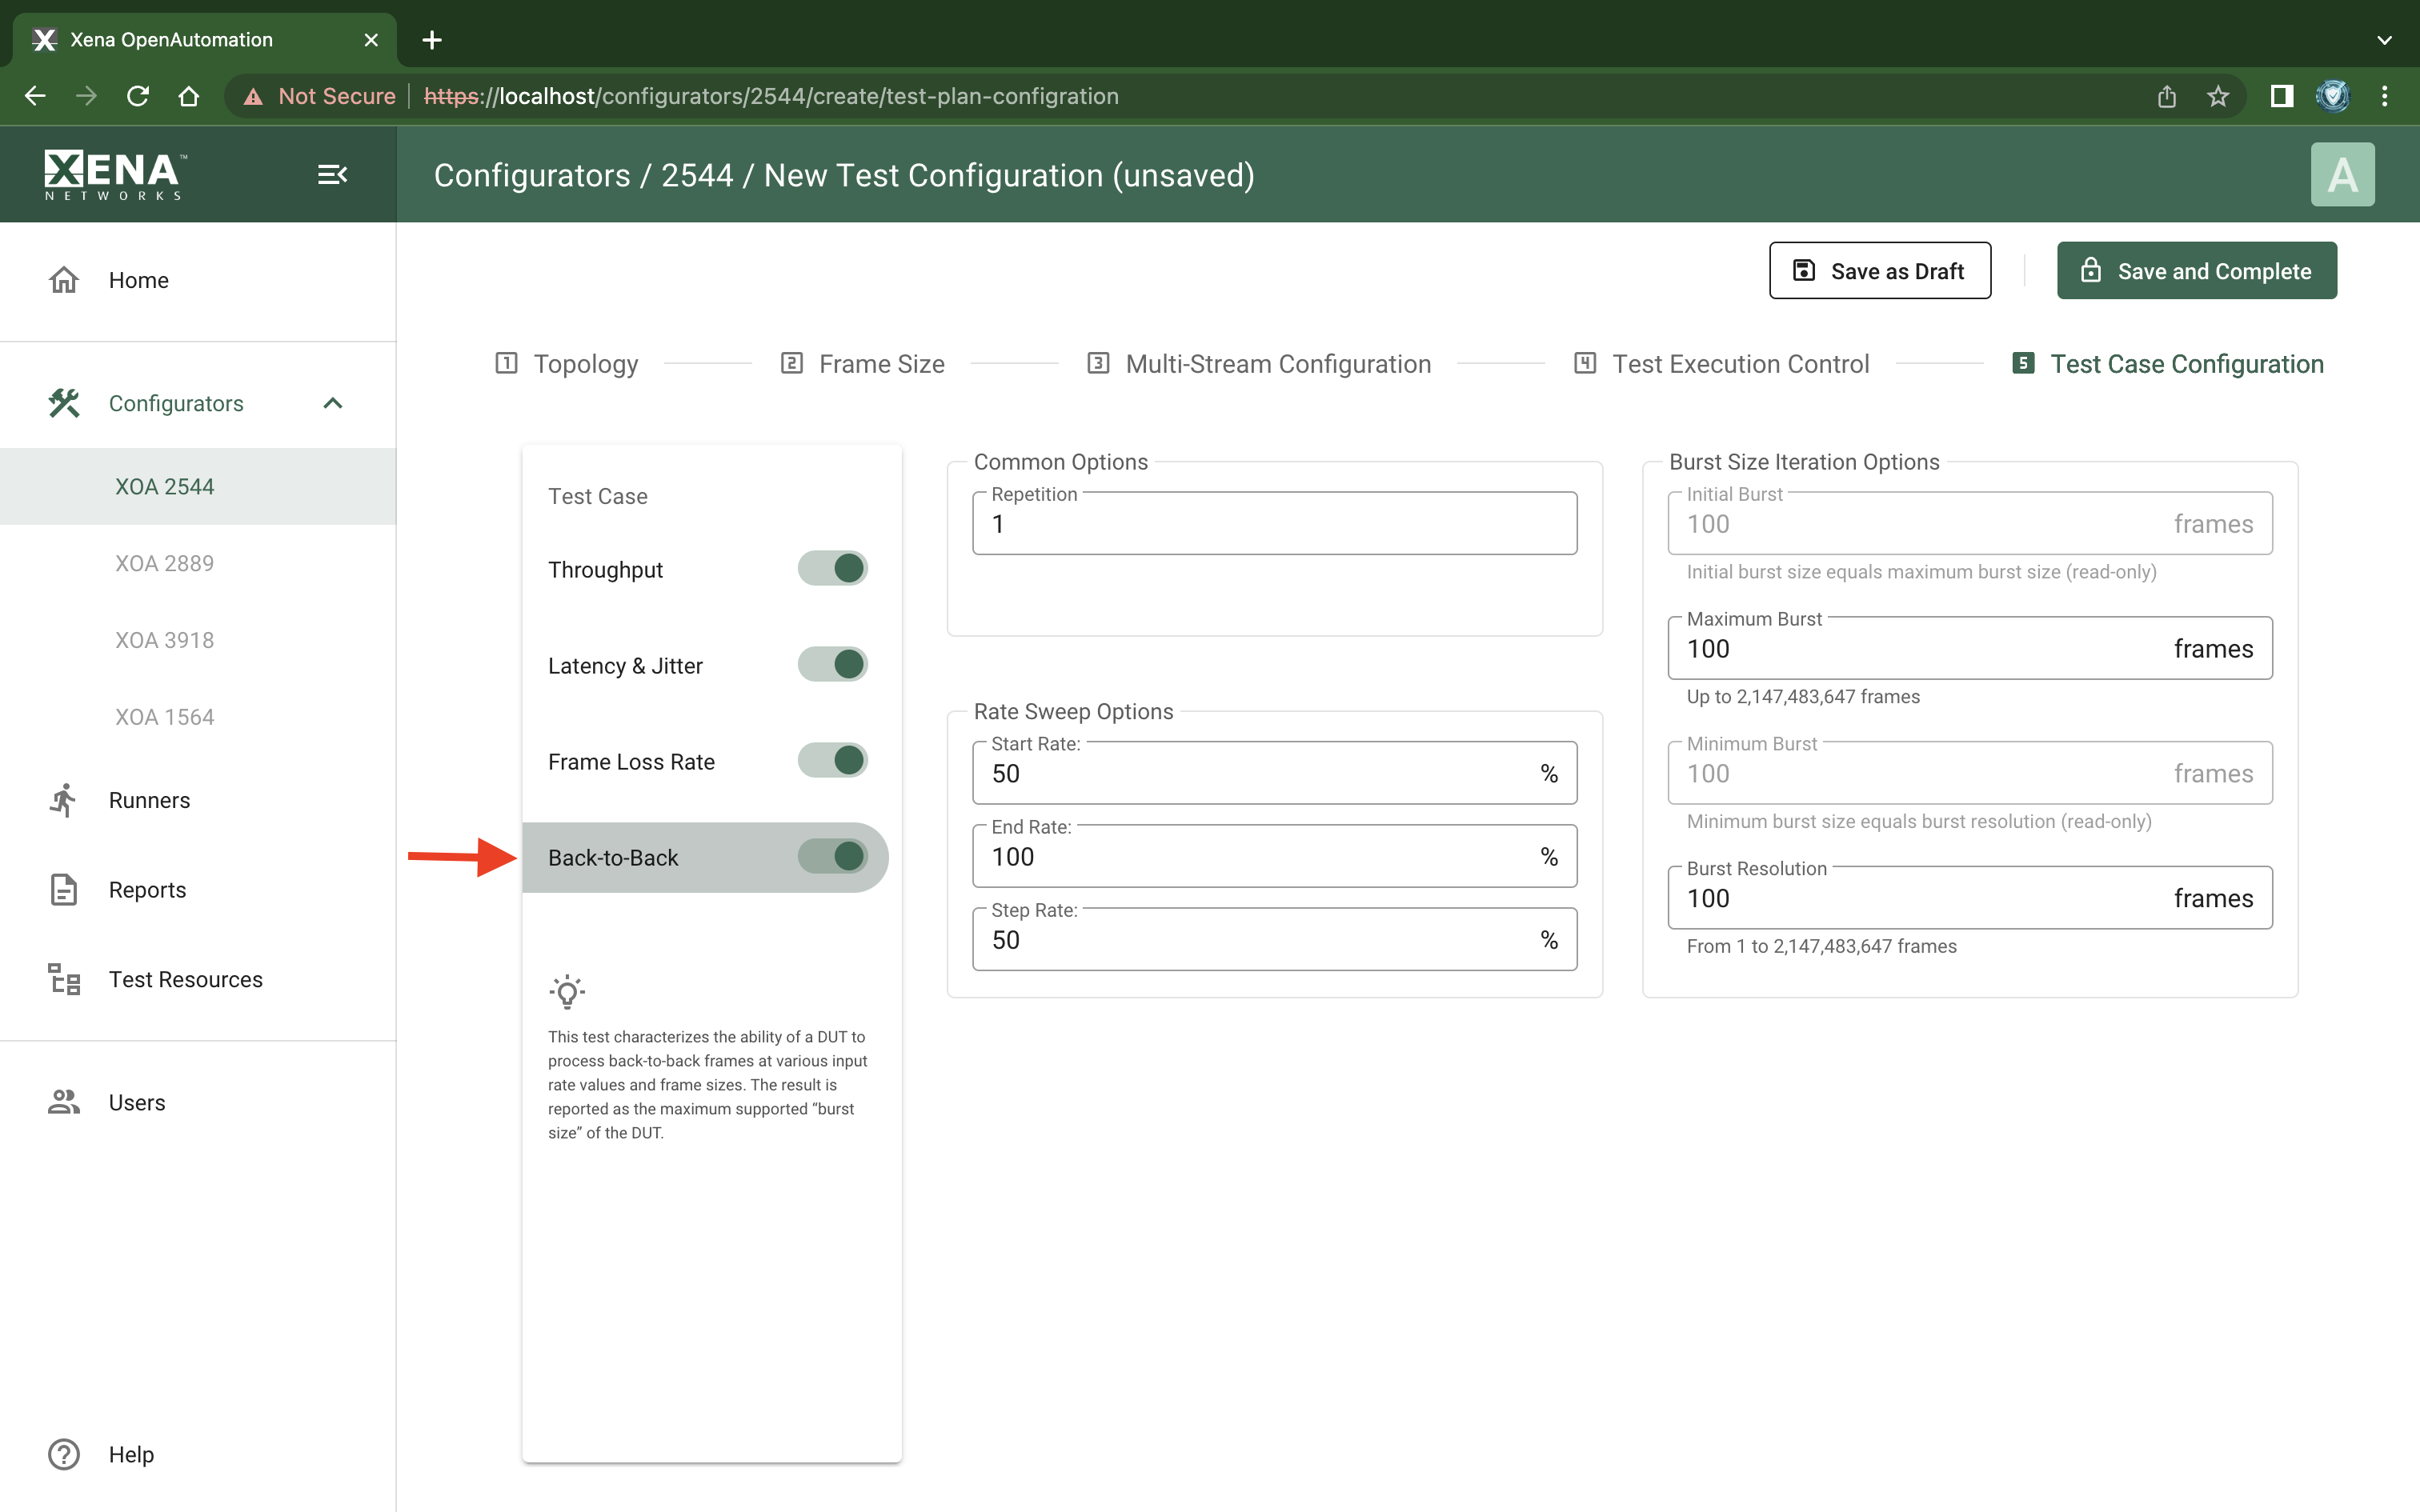 Xena OpenAutomation
Not Secure https://localhost/configurators/2544/create/test-plan-configration
XENA™
NETWORKS
Configurators / 2544 / New Test Configuration (unsaved)
A
Home
Configurators
XOA 2544
XOA 2889
XOA 3918
XOA 1564
Runners
Reports
Test Resources
Users
Help
Save as Draft
Save and Complete
1 Topology
2 Frame Size
3 Multi-Stream Configuration
4 Test Execution Control
5 Test Case Configuration
Test Case
Throughput
Latency & Jitter
Frame Loss Rate
Back-to-Back
This test characterizes the ability of a DUT to
process back-to-back frames at various input
rate values and frame sizes. The result is
reported as the maximum supported “burst
size” of the DUT.
Common Options
Repetition
1
Rate Sweep Options
Start Rate:
50 %
End Rate:
100 %
Step Rate:
50 %
Burst Size Iteration Options
Initial Burst
100 frames
Initial burst size equals maximum burst size (read-only)
Maximum Burst
100 frames
Up to 2,147,483,647 frames
Minimum Burst
100 frames
Minimum burst size equals burst resolution (read-only)
Burst Resolution
100 frames
From 1 to 2,147,483,647 frames